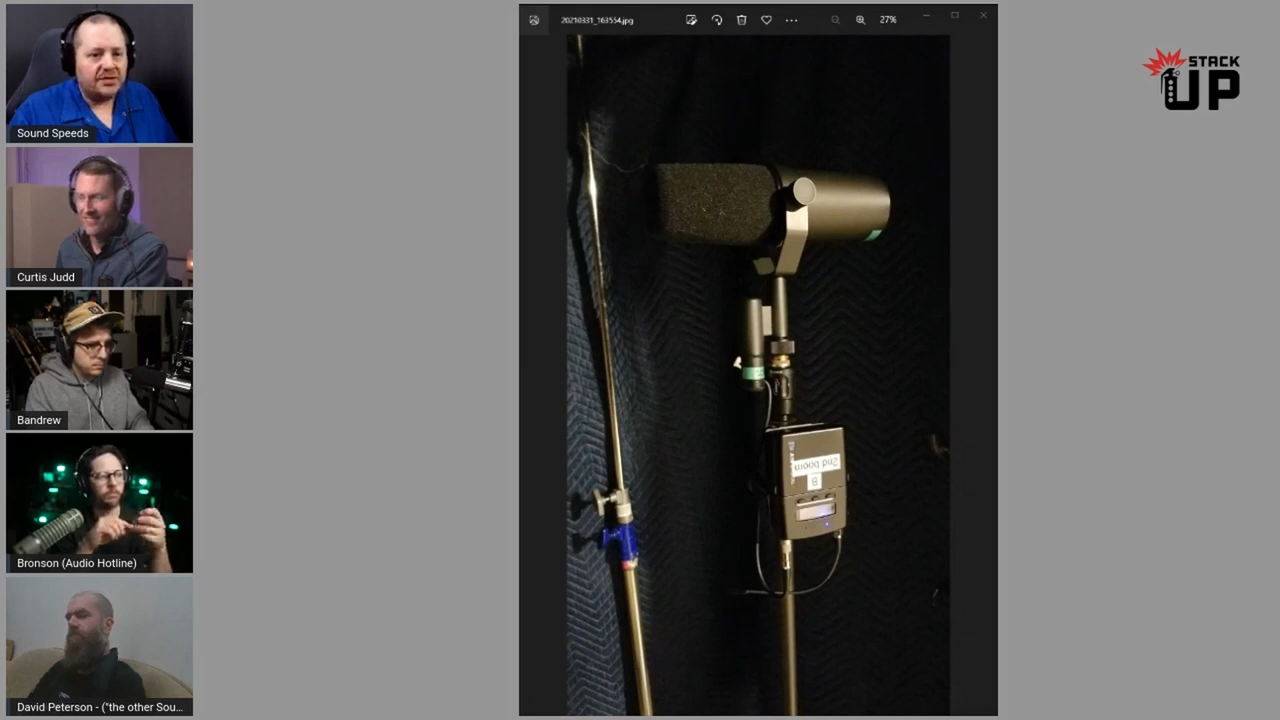 Sound Speeds
Curtis Judd
Bandrew
Bronson (Audio Hotline)
David Peterson - ("the other Sou...
20210331_163554.jpg
27%
2nd boom
8
STACK
UP